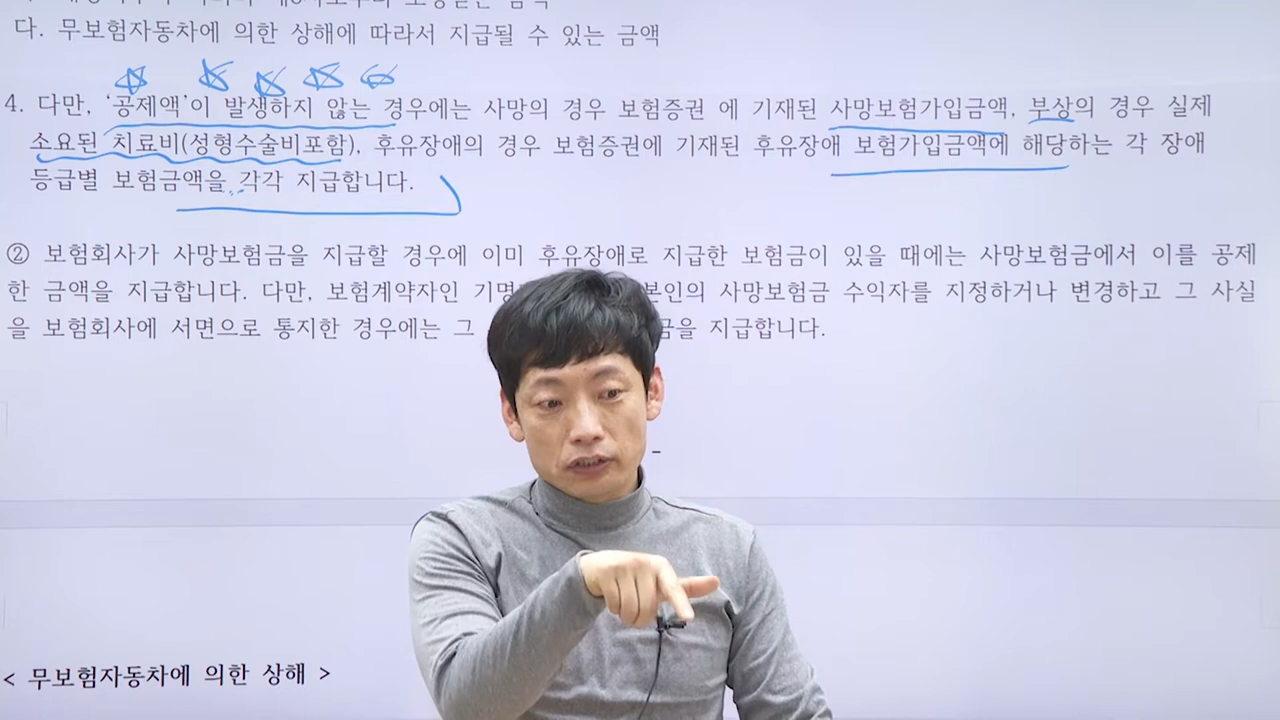 다. 무보험자동차에 의한 상해에 따라서 지급될 수 있는 금액
4. 다만, '공제액'이 발생하지 않는 경우에는 사망의 경우 보험증권 에 기재된 사망보험가입금액, 부상의 경우 실제
소요된 치료비(성형수술비포함), 후유장애의 경우 보험증권에 기재된 후유장애 보험가입금액에 해당하는 각 장애
등급별 보험금액을 각각 지급합니다.
② 보험회사가 사망보험금을 지급할 경우에 이미 후유장애로 지급한 보험금이 있을 때에는 사망보험금에서 이를 공제
한 금액을 지급합니다. 다만, 보험계약자인 기명 본인의 사망보험금 수익자를 지정하거나 변경하고 그 사실
을 보험회사에 서면으로 통지한 경우에는 그 금을 지급합니다.
< 무보험자동차에 의한 상해 >